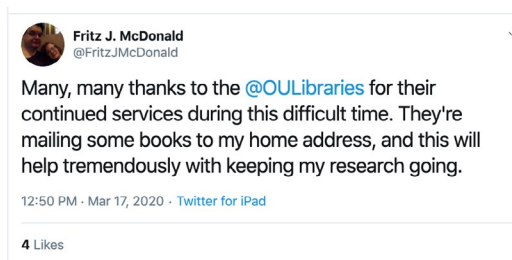 Fritz J. McDonald
@FritzJMcDonald
Many, many thanks to the @OULibraries for their
continued services during this difficult time. They're
mailing some books to my home address, and this will
help tremendously with keeping my research going.
12:50 PM · Mar 17, 2020 · Twitter for iPad
4 Likes